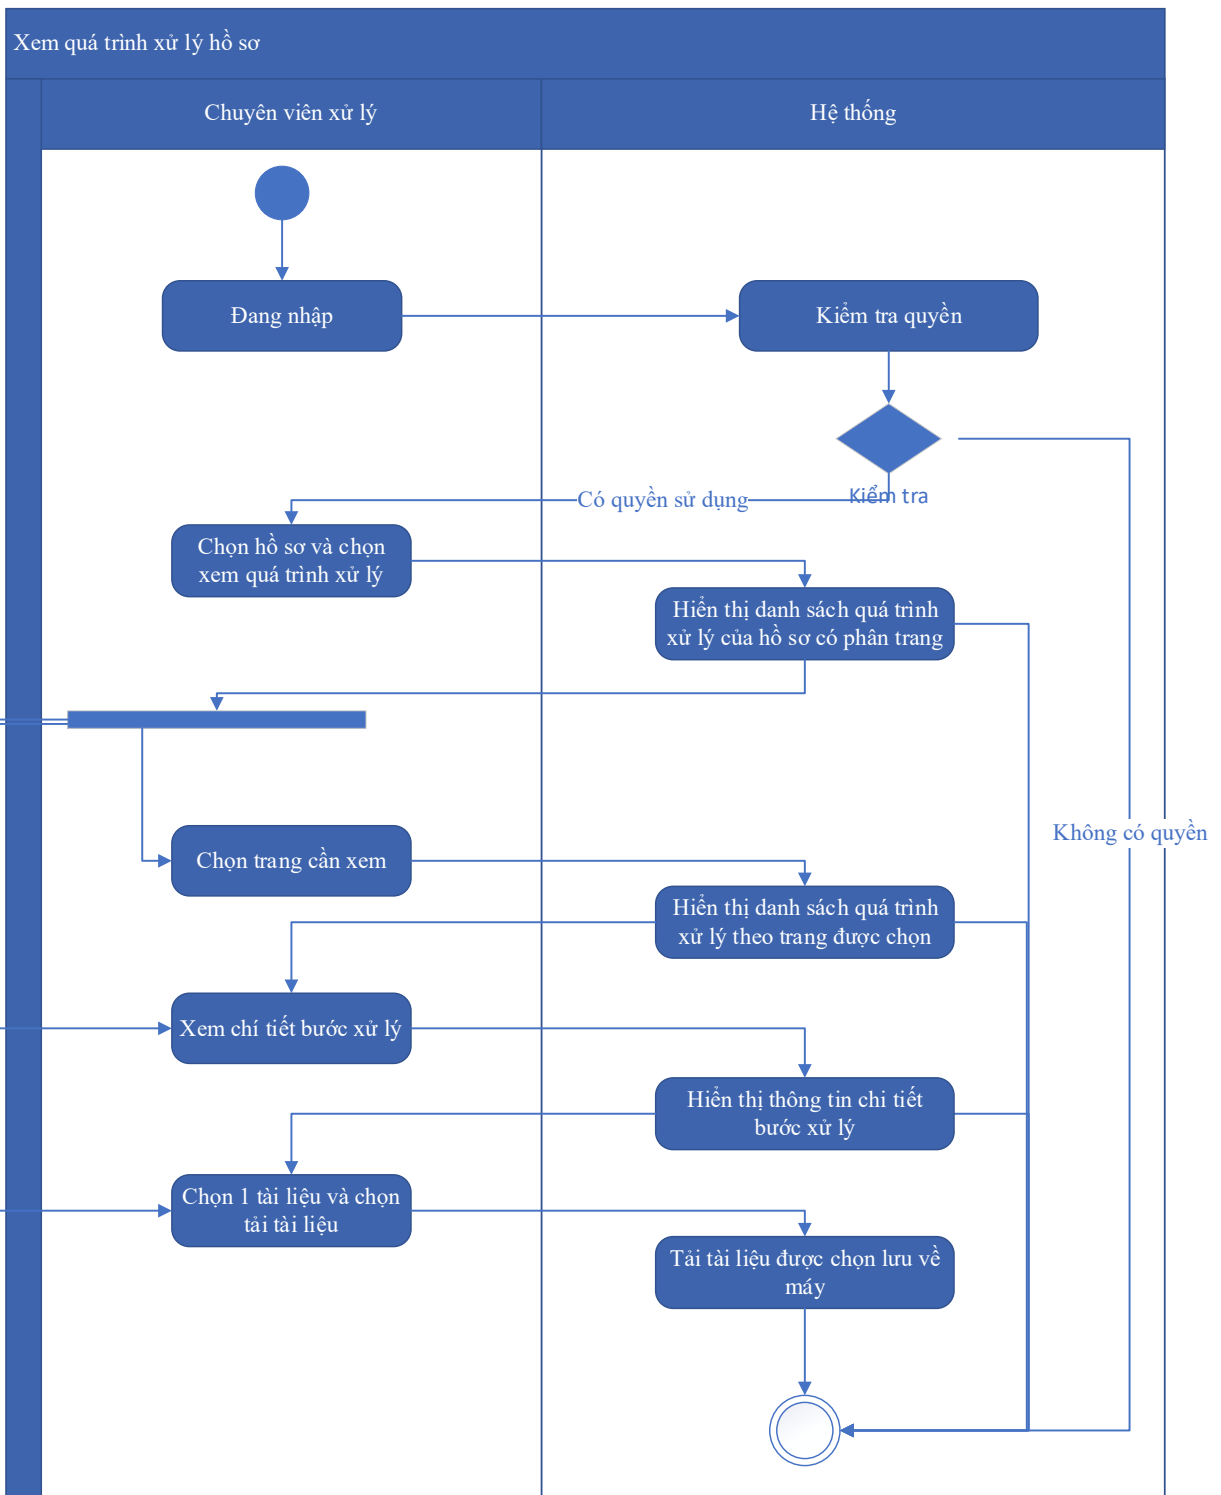 Xem quá trình xử lý hồ sơ
Chuyên viên xử lý
Hệ thống
Đang nhập
Kiểm tra quyền
Kiểm tra
Có quyền sử dụng
Chọn hồ sơ và chọn
xem quá trình xử lý
Hiển thị danh sách quá trình
xử lý của hồ sơ có phân trang
Không có quyền
Chọn trang cần xem
Hiển thị danh sách quá trình
xử lý theo trang được chọn
Xem chí tiết bước xử lý
Hiển thị thông tin chi tiết
bước xử lý
Chọn 1 tài liệu và chọn
tải tài liệu
Tải tài liệu được chọn lưu về
máy